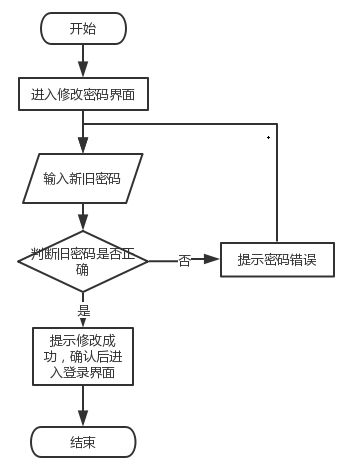 开始
进入修改密码界面
输入新旧密码
判断旧密码是否正
确
否
提示密码错误
是
提示修改成
功，确认后进
入登录界面
结束